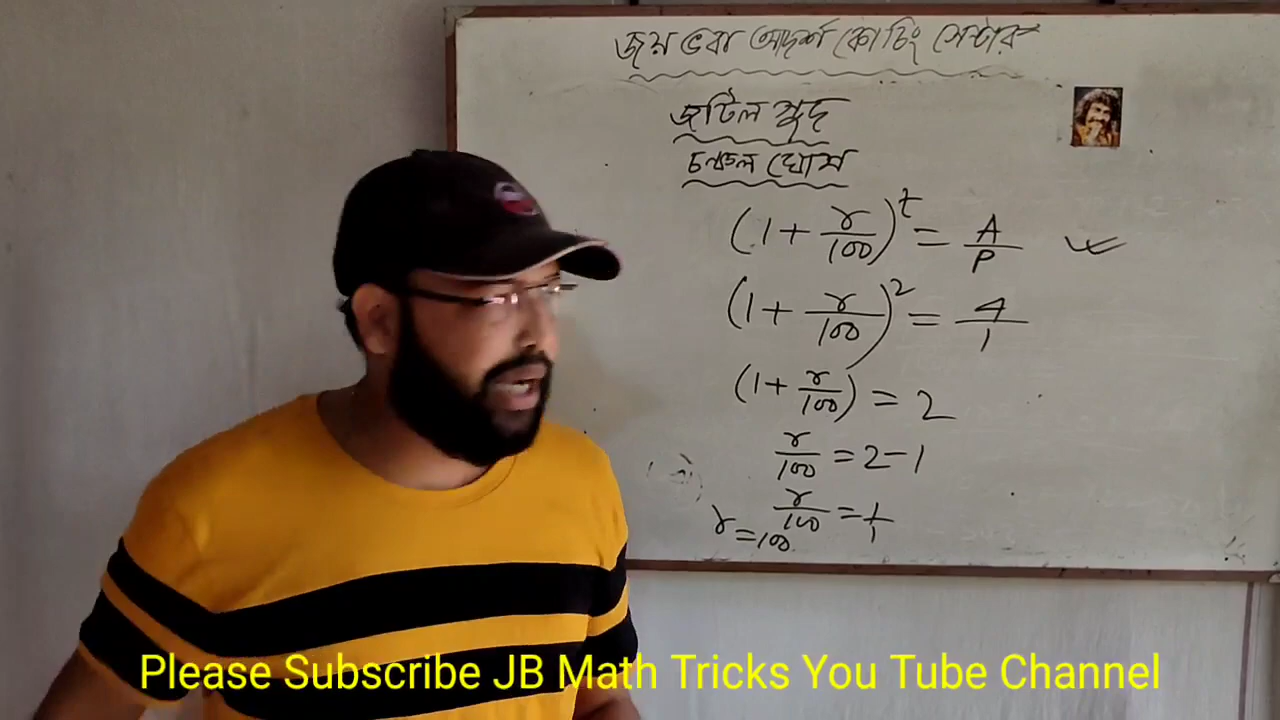 জয় ভবা আদর্শ কোচিং সেন্টার
জটিল সুদ
চঞ্চল ঘোষ
(1 + r/100)^t = A/P
(1 + r/100)^2 = 4/1
(1 + r/100) = 2
r/100 = 2 - 1
r/100 = 1/1
r = 100
Please Subscribe JB Math Tricks You Tube Channel